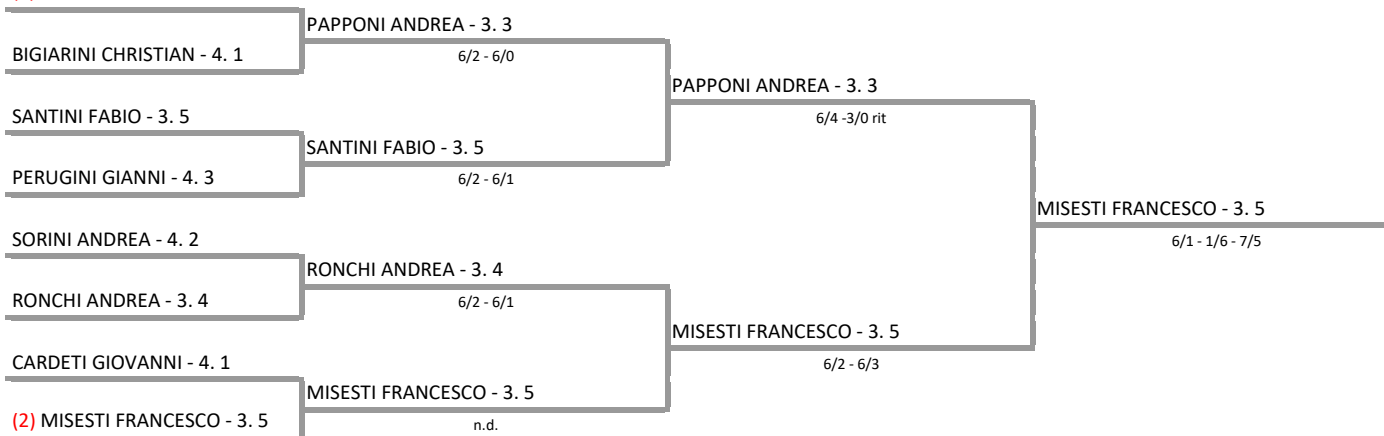 PAPPONI ANDREA - 3. 3
BIGIARINI CHRISTIAN - 4. 1
6/2 - 6/0
PAPPONI ANDREA - 3. 3
SANTINI FABIO - 3. 5
6/4 -3/0 rit
SANTINI FABIO - 3. 5
PERUGINI GIANNI - 4. 3
6/2 - 6/1
MISESTI FRANCESCO - 3. 5
SORINI ANDREA - 4. 2
6/1 - 1/6 - 7/5
RONCHI ANDREA - 3. 4
RONCHI ANDREA - 3. 4
6/2 - 6/1
MISESTI FRANCESCO - 3. 5
CARDETI GIOVANNI - 4. 1
6/2 - 6/3
MISESTI FRANCESCO - 3. 5
(2) MISESTI FRANCESCO - 3. 5
n.d.